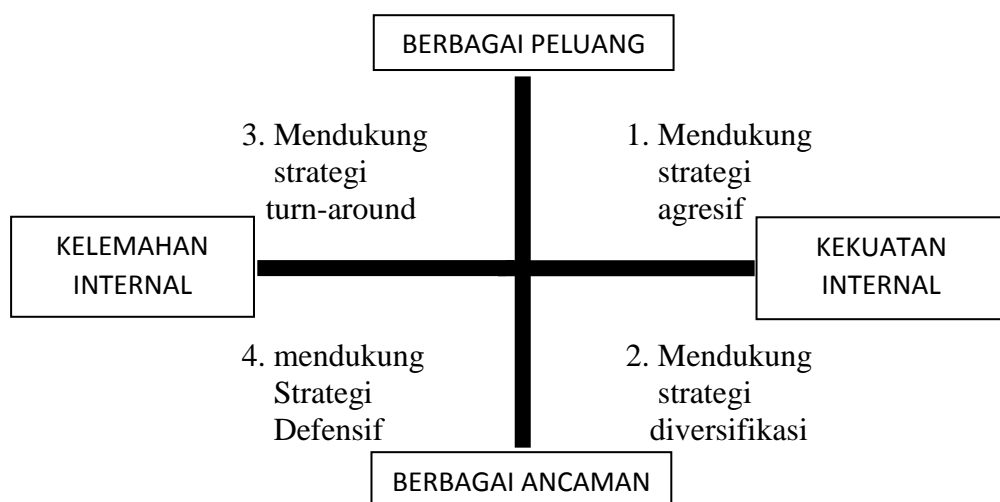 BERBAGAI PELUANG
3. Mendukung
strategi
turn-around
1. Mendukung
strategi
agresif
KELEMAHAN
INTERNAL
KEKUATAN
INTERNAL
4. mendukung
Strategi
Defensif
2. Mendukung
strategi
diversifikasi
BERBAGAI ANCAMAN